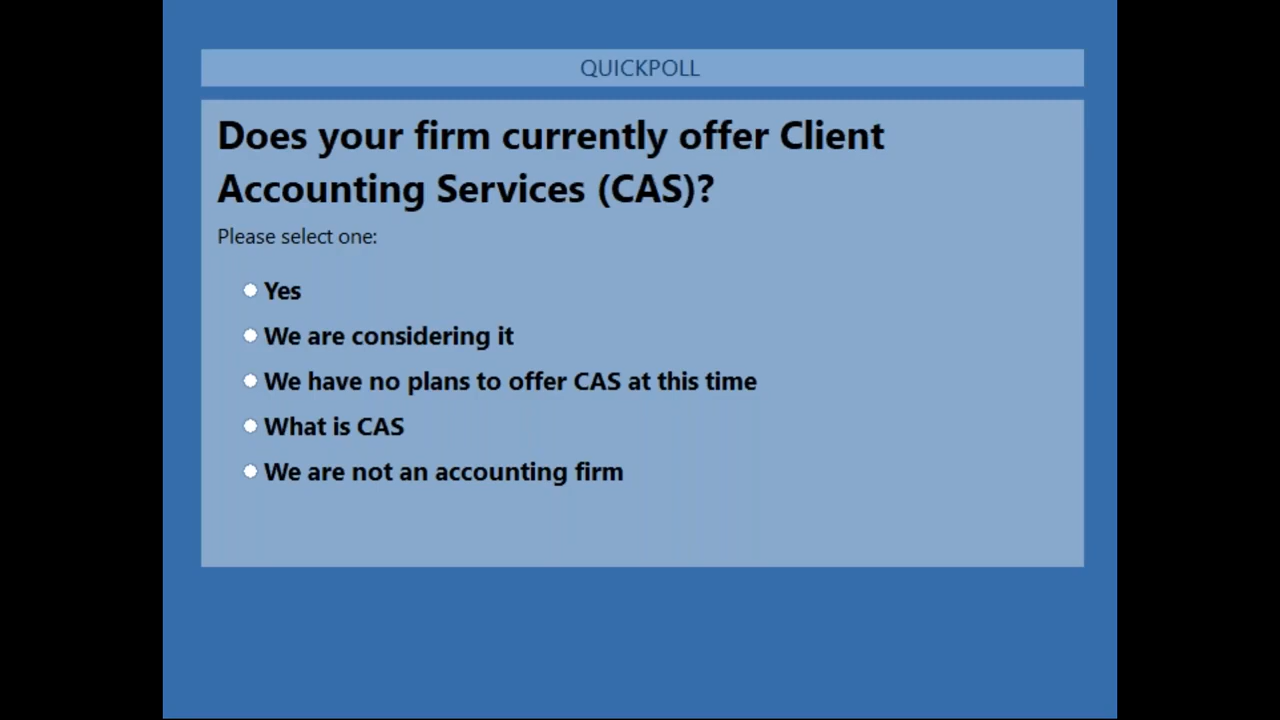 QUICKPOLL
Does your firm currently offer Client
Accounting Services (CAS)?
Please select one:
Yes
We are considering it
We have no plans to offer CAS at this time
What is CAS
We are not an accounting firm